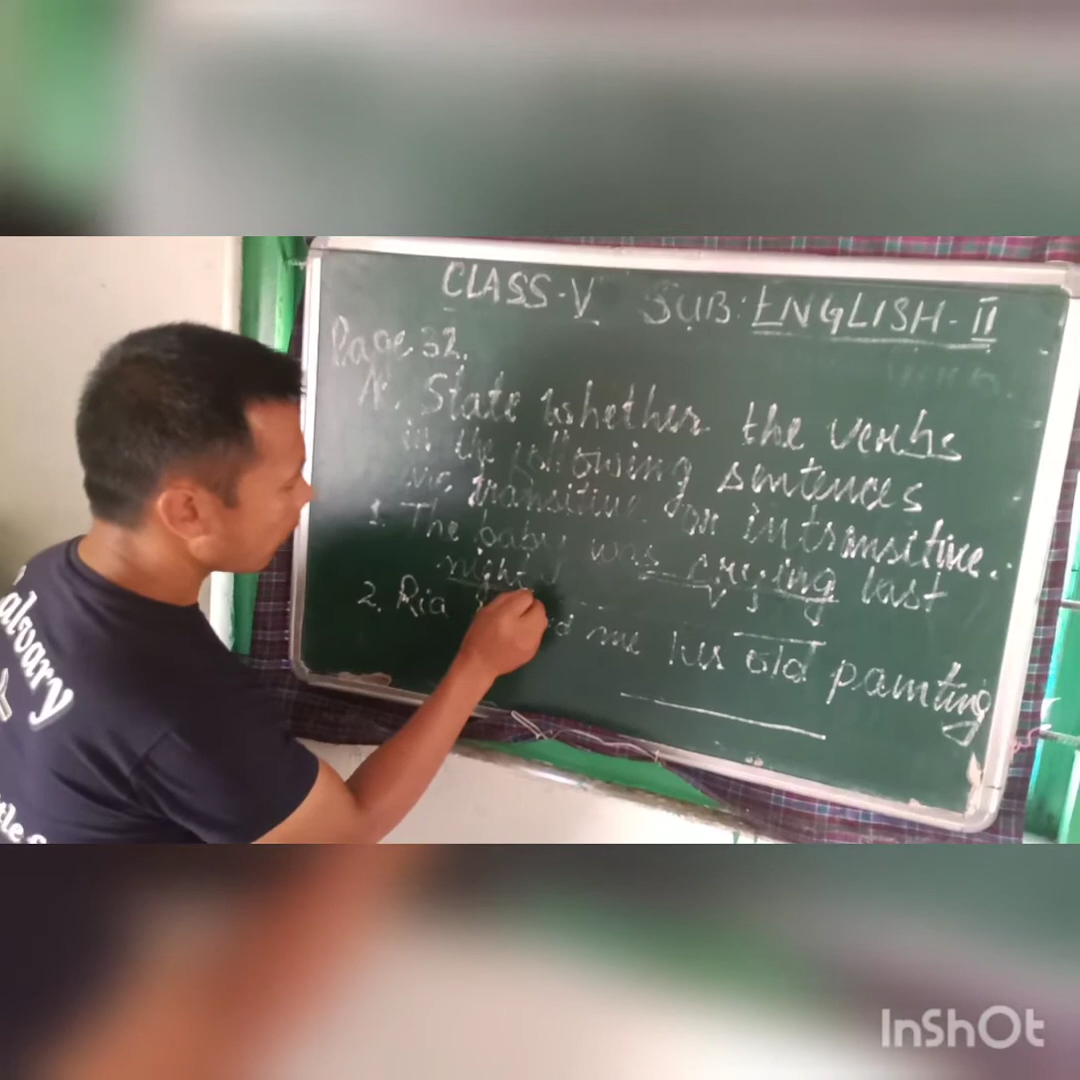 CLASS-V SUB: ENGLISH-II
Page 32.
A. State whether the verbs
in the following sentences
are transitive or intransitive.
1. The baby was crying last
night
2. Ria me his old painting
alvary
InShOt